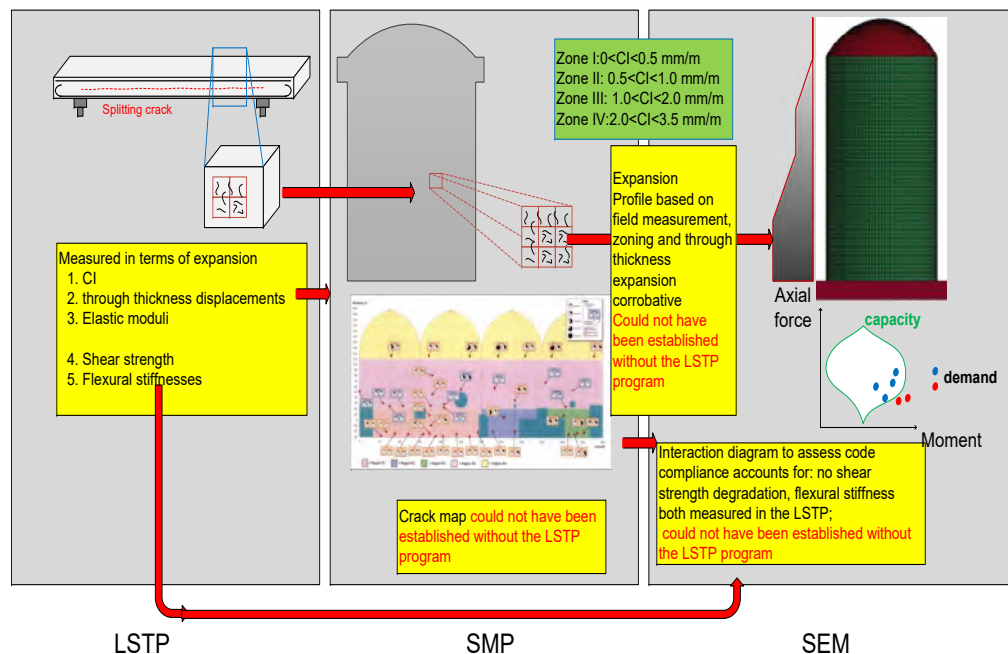 Splitting crack
Measured in terms of expansion
1. CI
2. through thickness displacements
3. Elastic moduli
4. Shear strength
5. Flexural stiffnesses
LSTP
Zone I:0<CI<0.5 mm/m
Zone II: 0.5<CI<1.0 mm/m
Zone III: 1.0<CI<2.0 mm/m
Zone IV:2.0<CI<3.5 mm/m
Expansion
Profile based on
field measurement,
zoning and through
thickness
expansion
corrobative
Could not have
been established
without the LSTP
program
Crack map could not have been
established without the LSTP
program
SMP
Axial
force
capacity
demand
Moment
Interaction diagram to assess code
compliance accounts for: no shear
strength degradation, flexural stiffness
both measured in the LSTP;
could not have been established without
the LSTP program
SEM